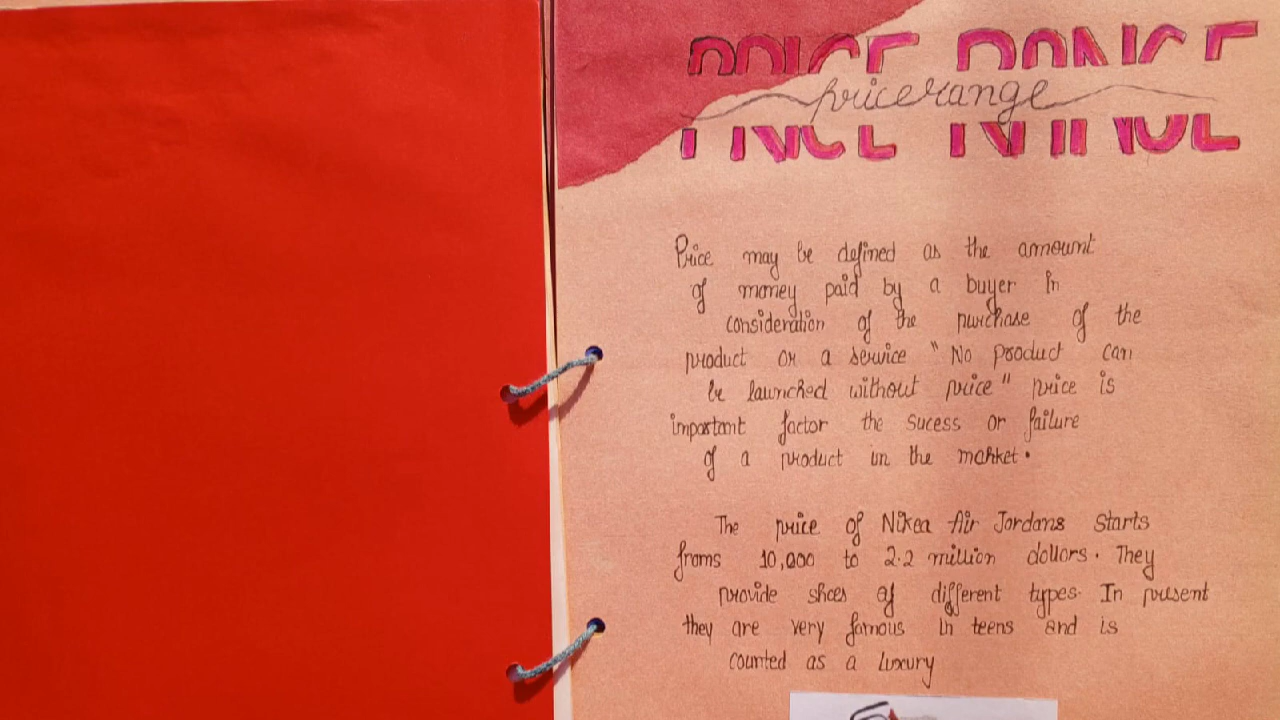 PRICE RANGE
pricerange
Price may be defined as the amount
of money paid by a buyer in
consideration of the purchase of the
product or a service "No product can
be launched without price" price is
important factor the sucess or failure
of a product in the market.
The price of Nikea Air Jordans starts
froms 10,000 to 2.2 million dollors. They
provide shoes of different types. In present
they are very famous in teens and is
counted as a luxury